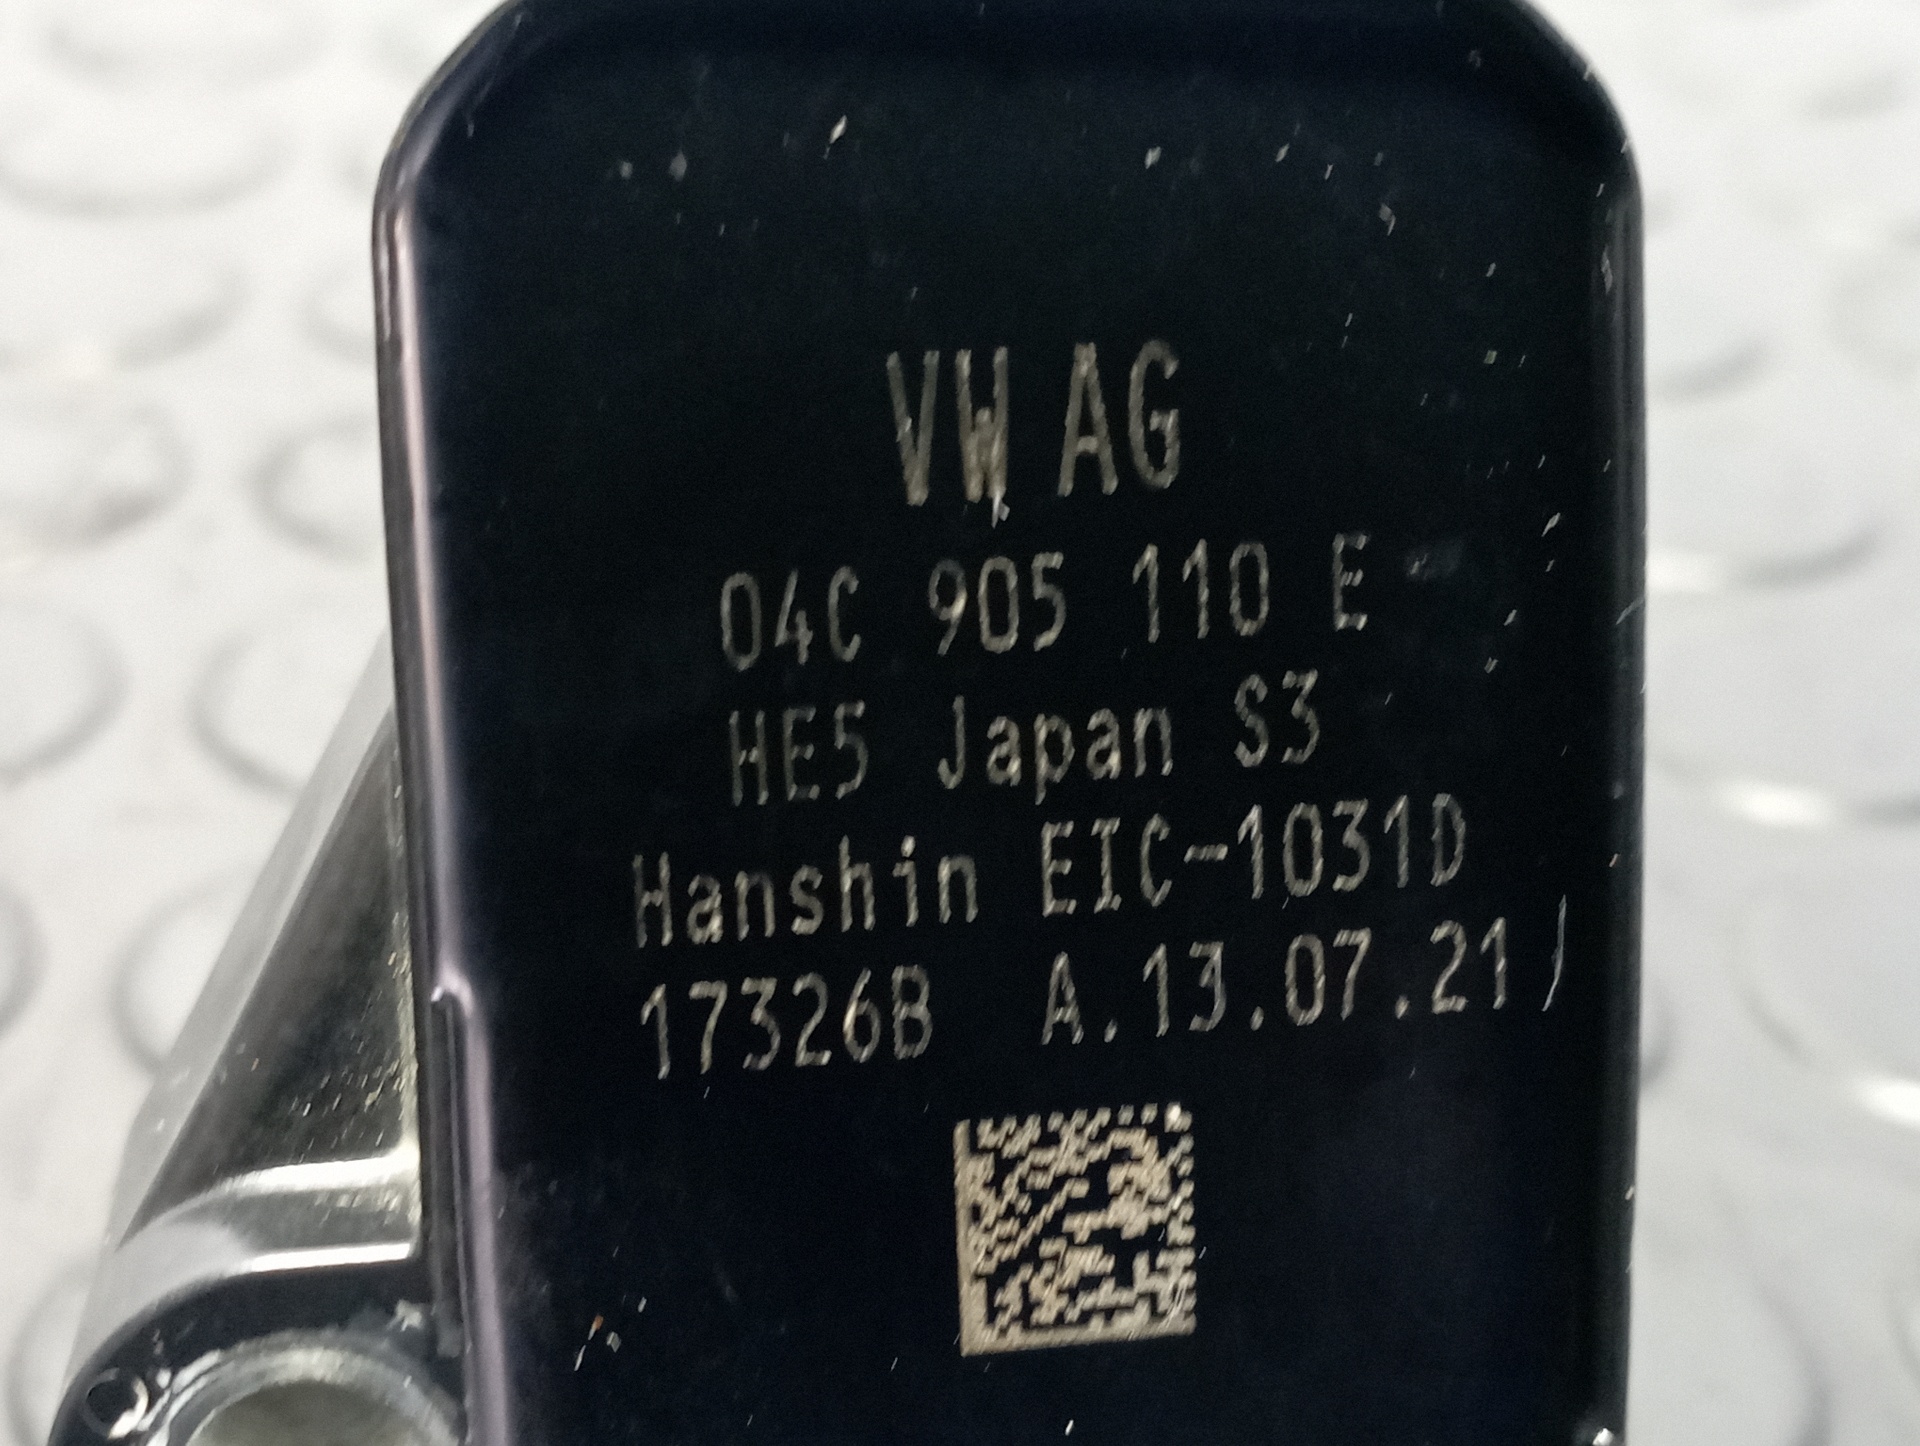 VW AG
04C 905 110 E
HE5 Japan S3
Hanshin EIC-1031D
17326B A.13.07.21